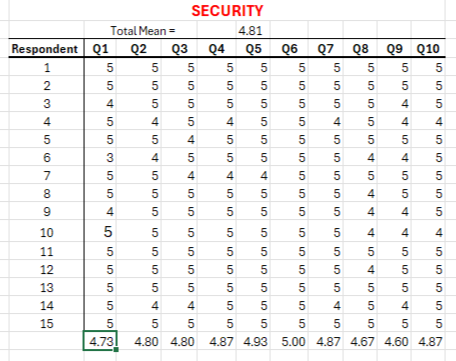 SECURITY
Total Mean = 4.81
Respondent Q1 Q2 Q3 Q4 Q5 Q6 Q7 Q8 Q9 Q10
1 5 5 5 5 5 5 5 5 5 5
2 5 5 5 5 5 5 5 5 5 5
3 4 5 5 5 5 5 5 5 4 5
4 5 4 5 4 5 5 4 5 4 4
5 5 5 4 5 5 5 5 5 5 5
6 3 4 5 5 5 5 5 4 4 5
7 5 5 4 4 4 5 5 5 5 5
8 5 5 5 5 5 5 5 4 5 5
9 4 5 5 5 5 5 5 4 4 5
10 5 5 5 5 5 5 5 4 4 4
11 5 5 5 5 5 5 5 5 5 5
12 5 5 5 5 5 5 5 4 5 5
13 5 5 5 5 5 5 5 5 5 5
14 5 4 4 5 5 5 4 5 4 5
15 5 5 5 5 5 5 5 5 5 5
4.73 4.80 4.80 4.87 4.93 5.00 4.87 4.67 4.60 4.87